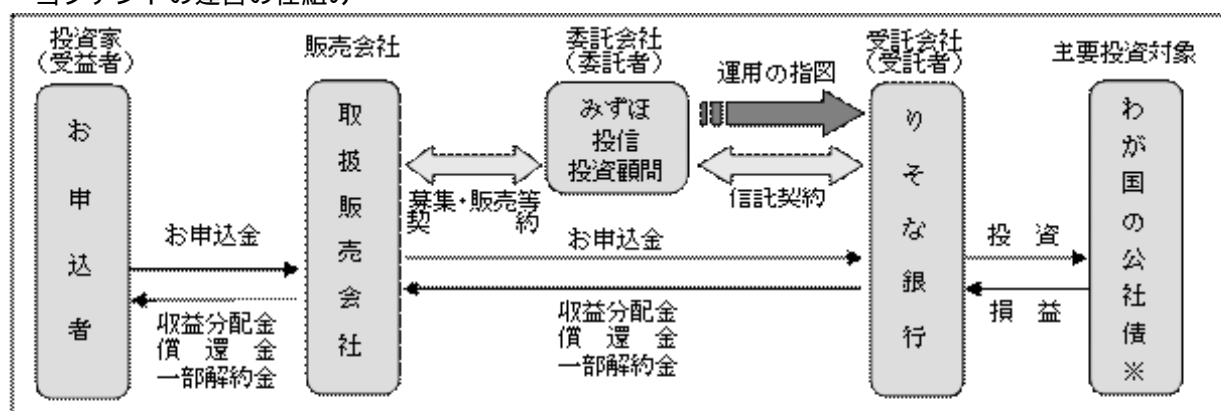 当ファンドの運営の仕組み
投資家
(受益者)
販売会社
委託会社
(委託者)
受託会社
(受託者)
主要投資対象
お申込者
取扱販売会社
みずほ
投信
投資顧問
運用の指図
りそな銀行
わが国の公社債※
募集・販売等
契約
信託契約
お申込金
お申込金
投資
収益分配金
償還金
一部解約金
収益分配金
償還金
一部解約金
損益